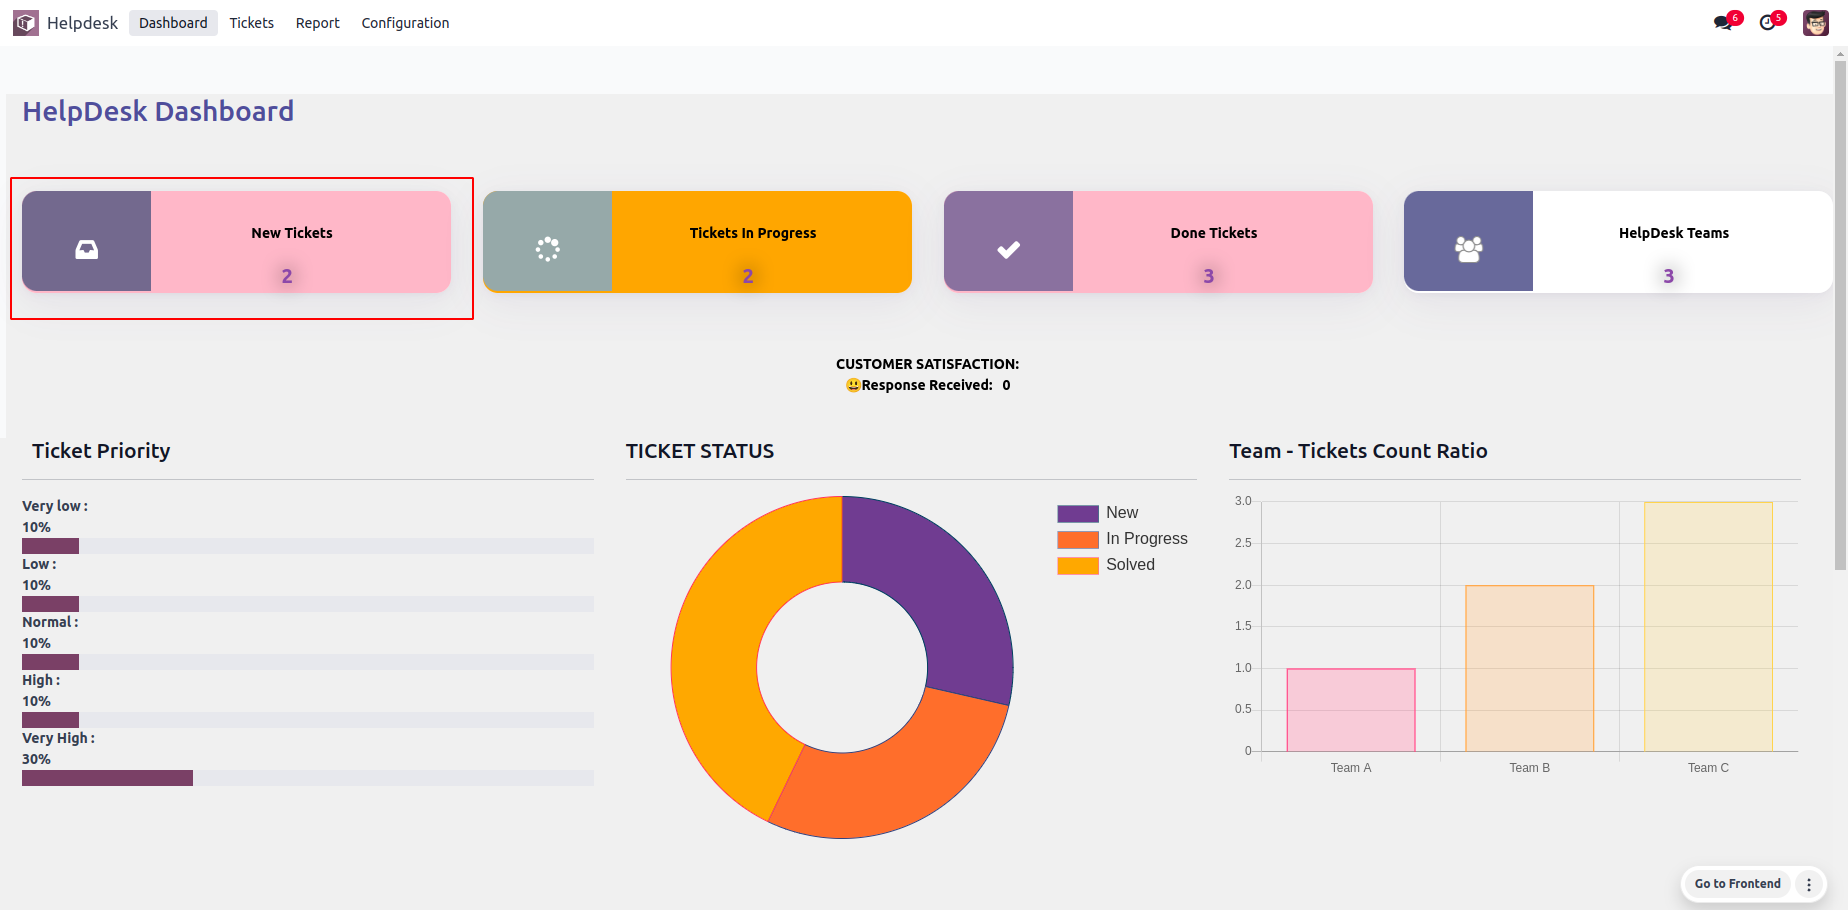 Helpdesk Dashboard Tickets Report Configuration 6 5
HelpDesk Dashboard
New Tickets
2
Tickets In Progress
2
Done Tickets
3
HelpDesk Teams
3
CUSTOMER SATISFACTION:
😃Response Received: 0
Ticket Priority
Very low :
10%
Low :
10%
Normal :
10%
High :
10%
Very High :
30%
TICKET STATUS
New
In Progress
Solved
Team - Tickets Count Ratio
3.0
2.5
2.0
1.5
1.0
0.5
0
Team A Team B Team C
Go to Frontend